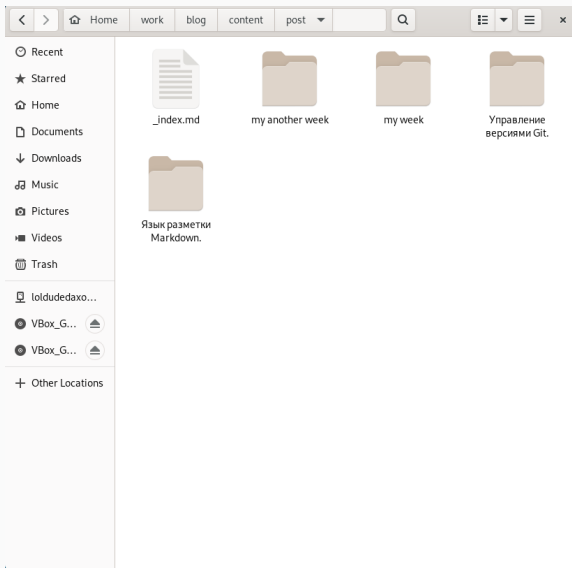 Home work blog content post
Recent
Starred
Home
Documents
Downloads
Music
Pictures
Videos
Trash
loldudedaxo...
VBox_G...
VBox_G...
Other Locations
_index.md
my another week
my week
Управление
версиями Git.
Язык разметки
Markdown.